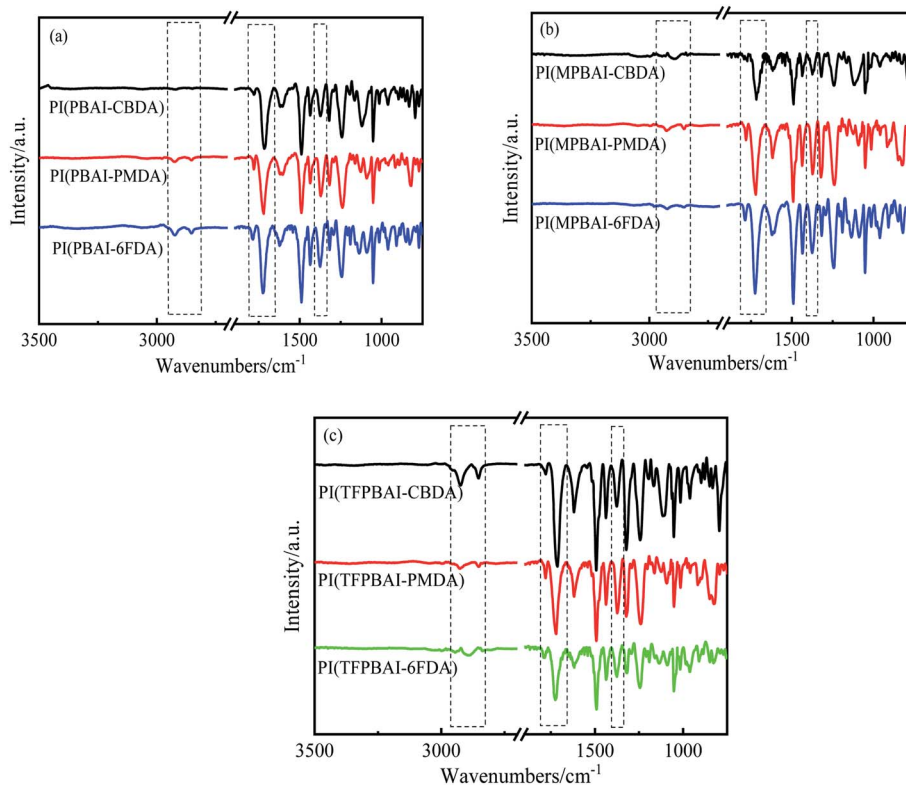 (a)
PI(PBAI-CBDA)
PI(PBAI-PMDA)
PI(PBAI-6FDA)
Intensity/a.u.
3500 3000 1500 1000
Wavenumbers/cm⁻¹
(b)
PI(MPBAI-CBDA)
PI(MPBAI-PMDA)
PI(MPBAI-6FDA)
Intensity/a.u.
3500 3000 1500 1000
Wavenumbers/cm⁻¹
(c)
PI(TFPBAI-CBDA)
PI(TFPBAI-PMDA)
PI(TFPBAI-6FDA)
Intensity/a.u.
3500 3000 1500 1000
Wavenumbers/cm⁻¹